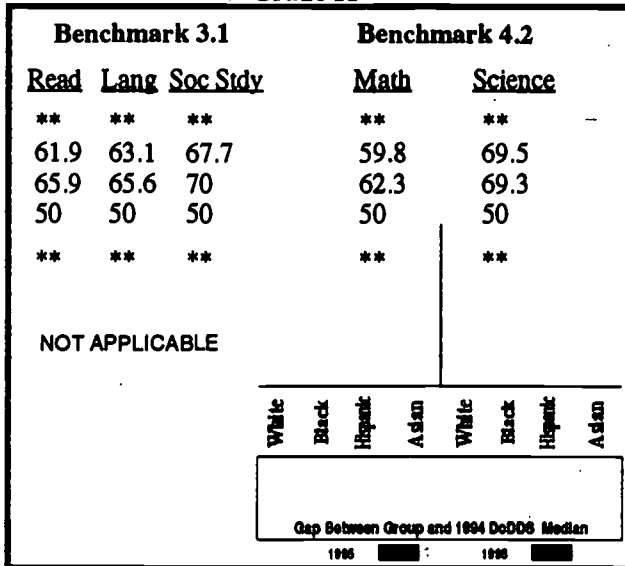 Benchmark 3.1 Benchmark 4.2
Read Lang Soc Stdy Math Science
** ** ** ** **
61.9 63.1 67.7 59.8 69.5
65.9 65.6 70 62.3 69.3
50 50 50 50 50
** ** ** ** **
NOT APPLICABLE
White Black Hispanic Asian White Black Hispanic Asian
Gap Between Group and 1994 DoDDS Median
1995 1996